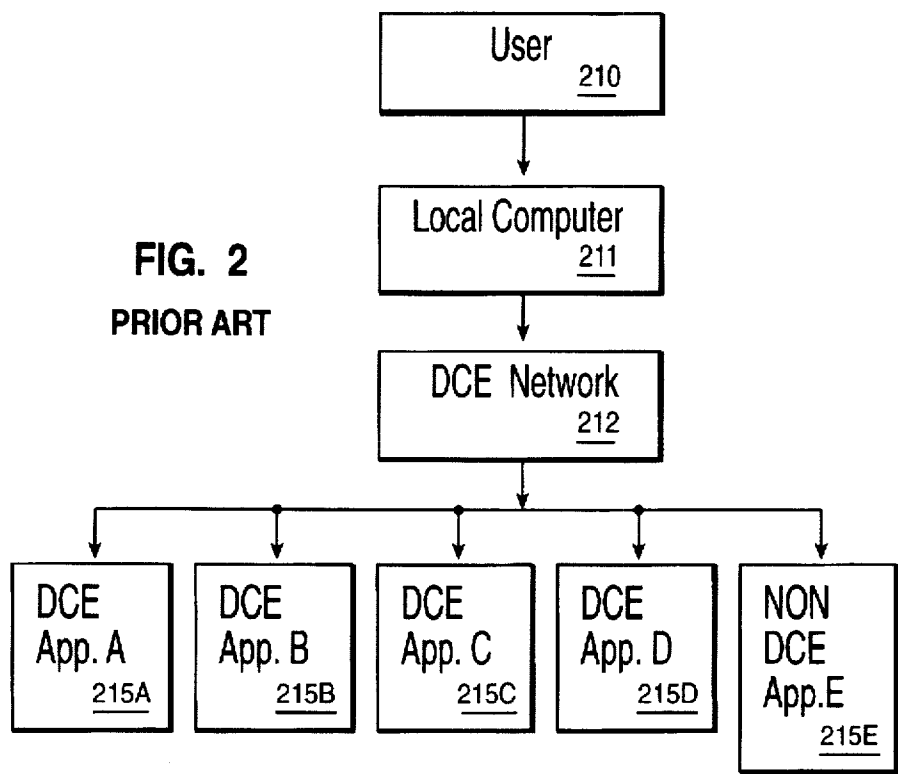 User
210
Local Computer
211
FIG. 2
PRIOR ART
DCE Network
212
DCE
App. A
215A
DCE
App. B
215B
DCE
App. C
215C
DCE
App. D
215D
NON
DCE
App.E
215E